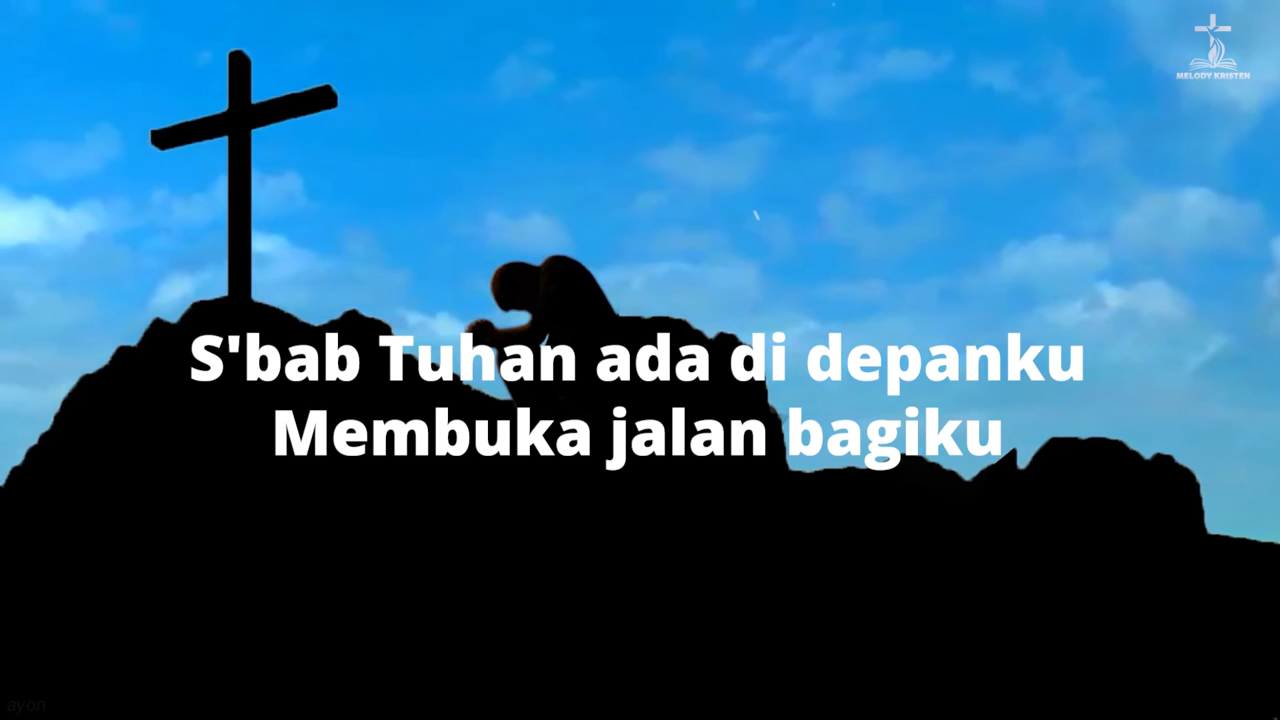 MELODY KRISTEN
S'bab Tuhan ada di depanku
Membuka jalan bagiku
ayon